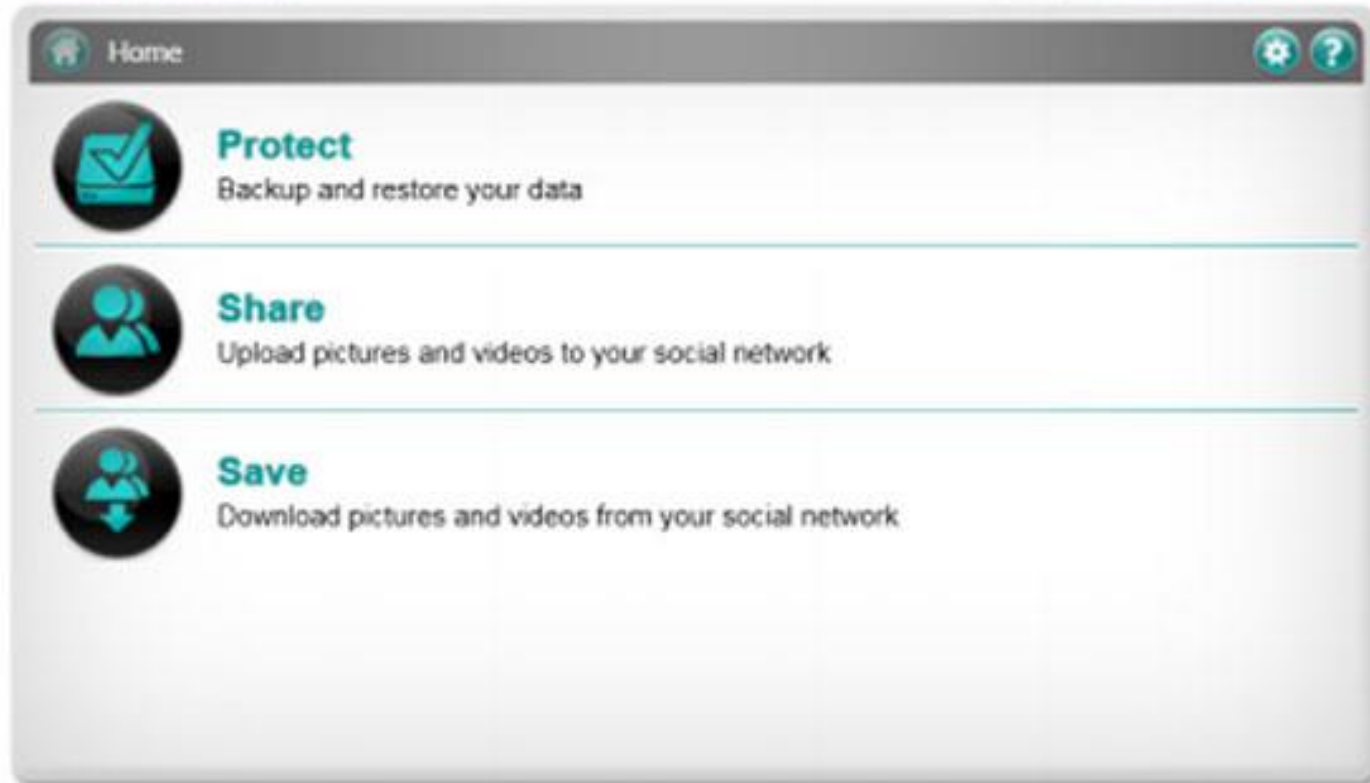 Home
?
Protect
Backup and restore your data
Share
Upload pictures and videos to your social network
Save
Download pictures and videos from your social network